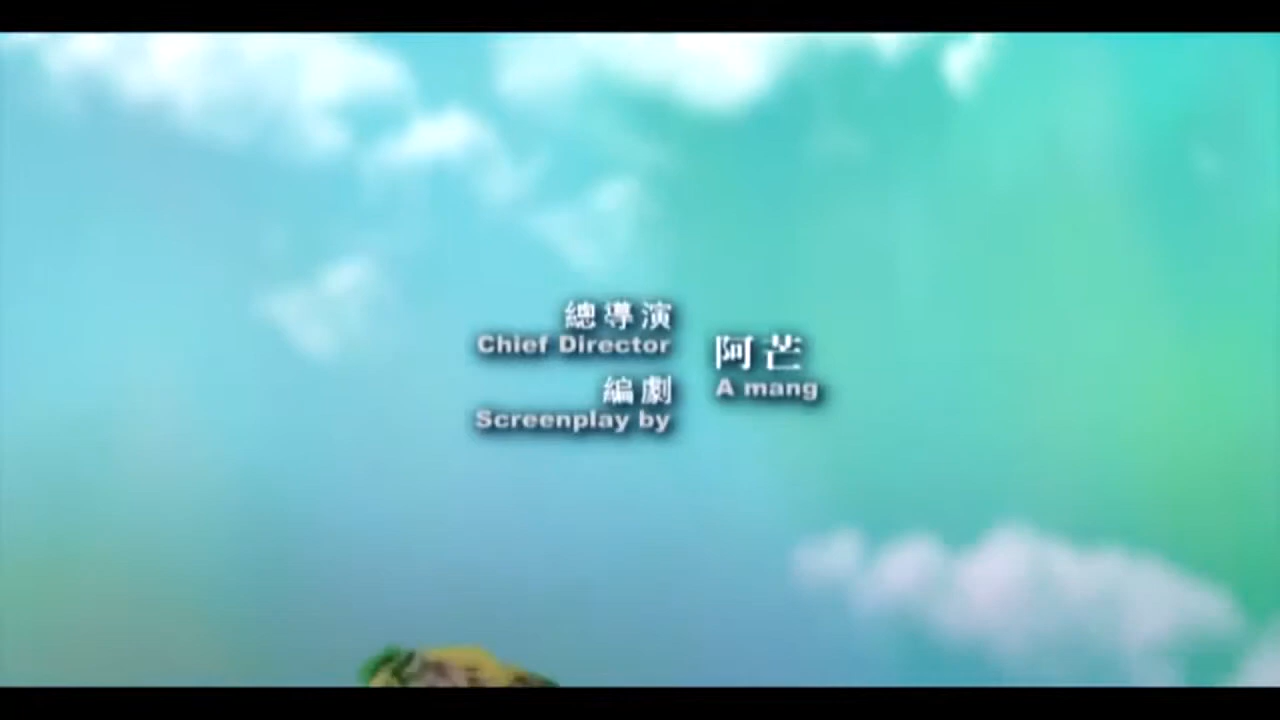 總導演
Chief Director
編劇
Screenplay by
阿芒
A mang